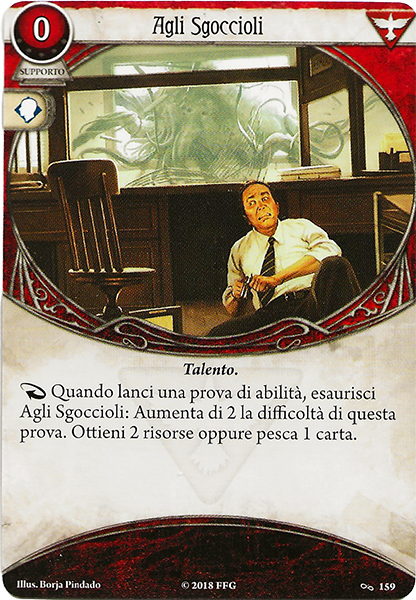 Agli Sgoccioli
0
SUPPORTO
Talento.
Quando lanci una prova di abilità, esaurisci
Agli Sgoccioli: Aumenta di 2 la difficoltà di questa
prova. Ottieni 2 risorse oppure pesca 1 carta.
Illus. Borja Pindado
© 2018 FFG
159